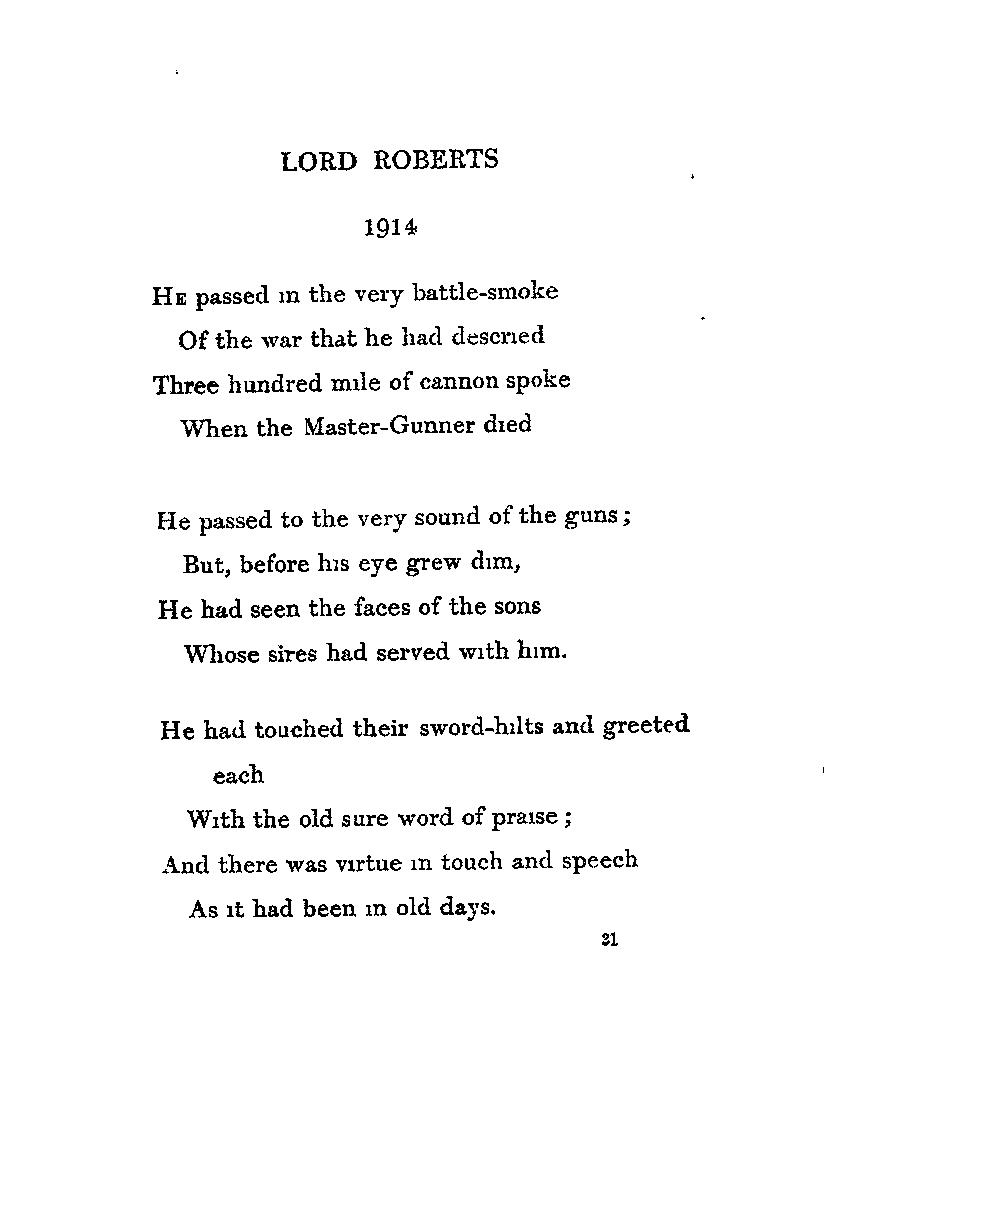 LORD ROBERTS
1914
HE passed in the very battle-smoke
Of the war that he had descried
Three hundred mile of cannon spoke
When the Master-Gunner died
He passed to the very sound of the guns;
But, before his eye grew dim,
He had seen the faces of the sons
Whose sires had served with him.
He had touched their sword-hilts and greeted
each
With the old sure word of praise;
And there was virtue in touch and speech
As it had been in old days.
21